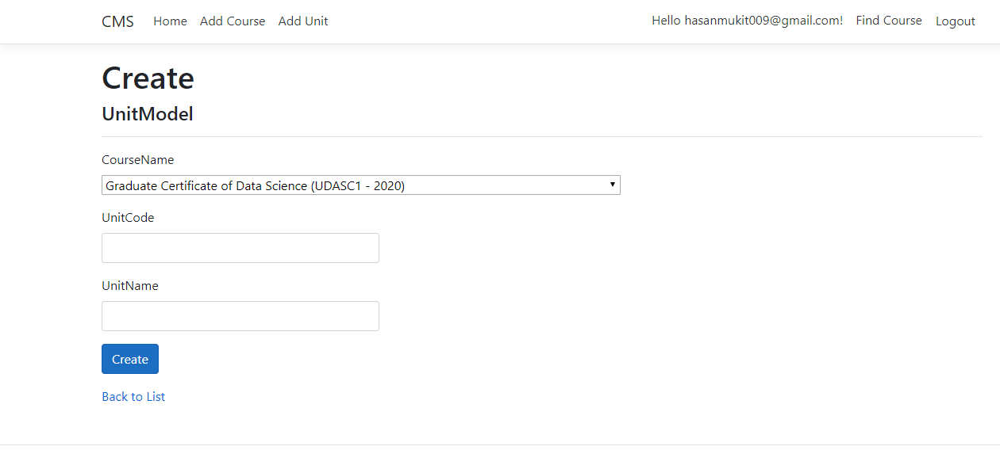 CMS Home Add Course Add Unit Hello hasanmukit009@gmail.com! Find Course Logout
Create
UnitModel
CourseName
Graduate Certificate of Data Science (UDASC1 - 2020)
UnitCode
UnitName
Create
Back to List